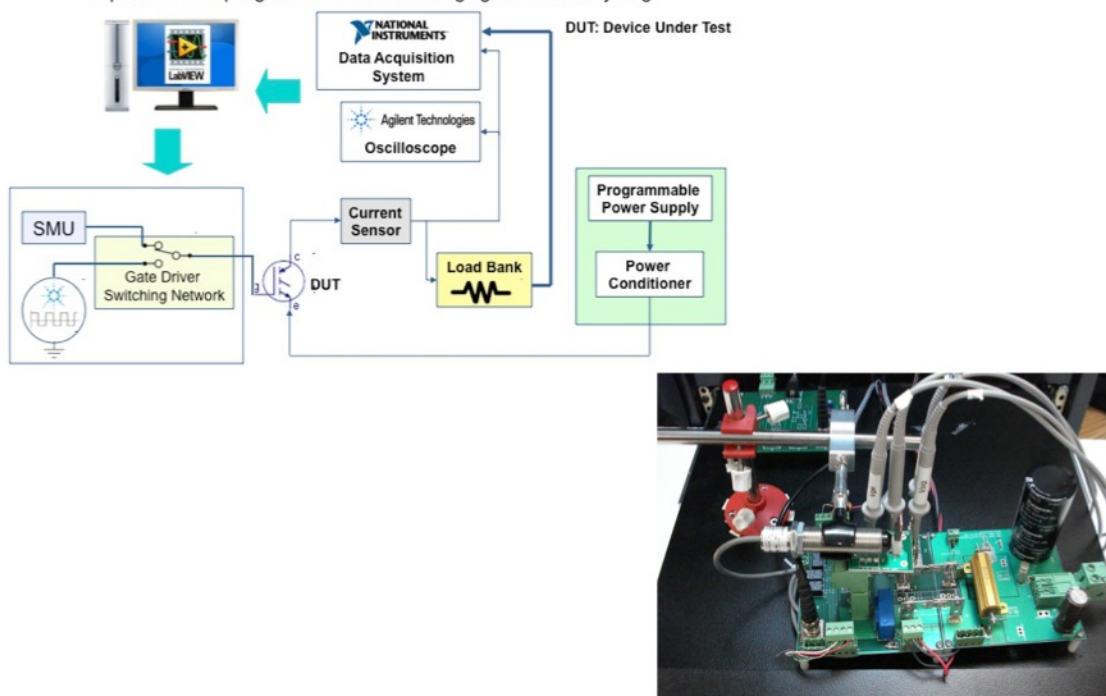 DUT: Device Under Test
NATIONAL
INSTRUMENTS
Data Acquisition
System
LabVIEW
Agilent Technologies
Oscilloscope
Programmable
Power Supply
Current
Sensor
SMU
Power
Conditioner
Load Bank
Gate Driver
Switching Network
c
DUT
g
e